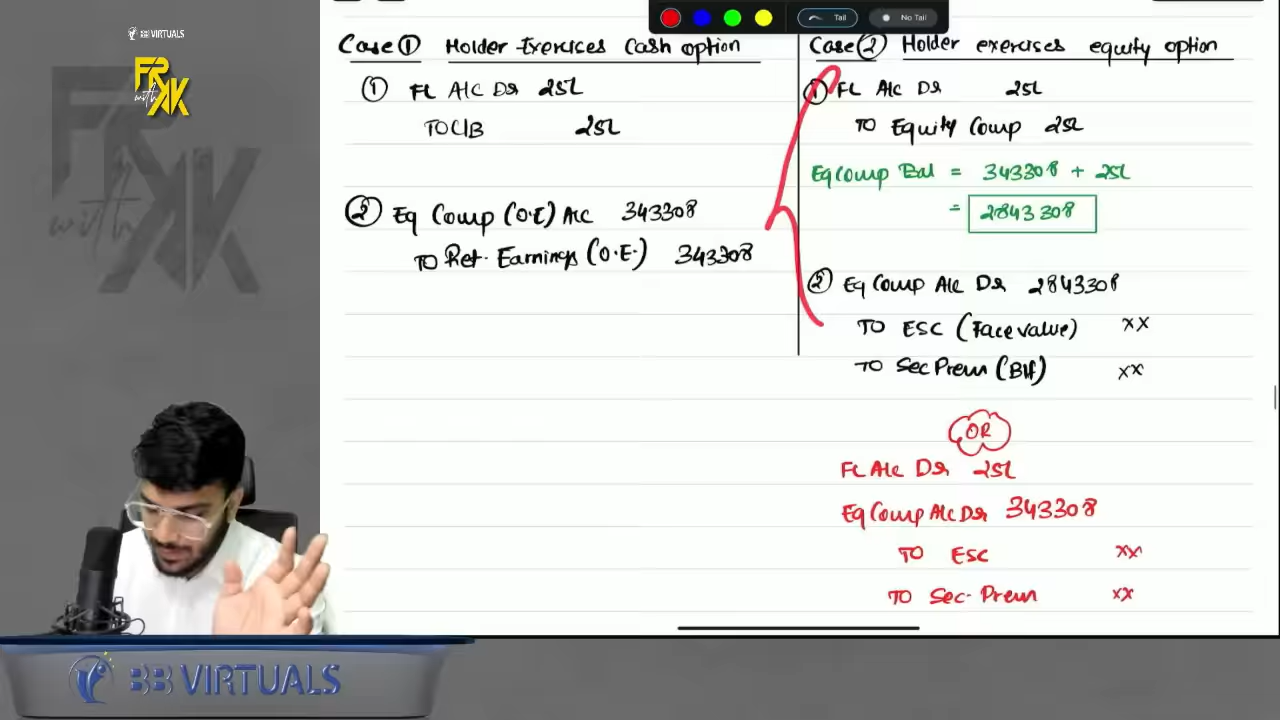 BB VIRTUALS
FR
with
KK
Tail
No Tail
Case ① Holder Exercises Cash option
① FL A/c Dr 25L
To C/B 25L
② Eq Comp (O.E) A/c 343308
To Ret. Earnings (O.E.) 343308
Case ② Holder exercises equity option
① FL A/c Dr 25L
To Equity Comp 25L
Eq Comp Bal = 343308 + 25L
= 2843308
② Eq Comp A/c Dr 2843308
To ESC (Face value) xx
To Sec Prem (B/f) xx
OR
FL A/c Dr 25L
Eq Comp A/c Dr 343308
To ESC xx
To Sec. Prem xx
BB VIRTUALS